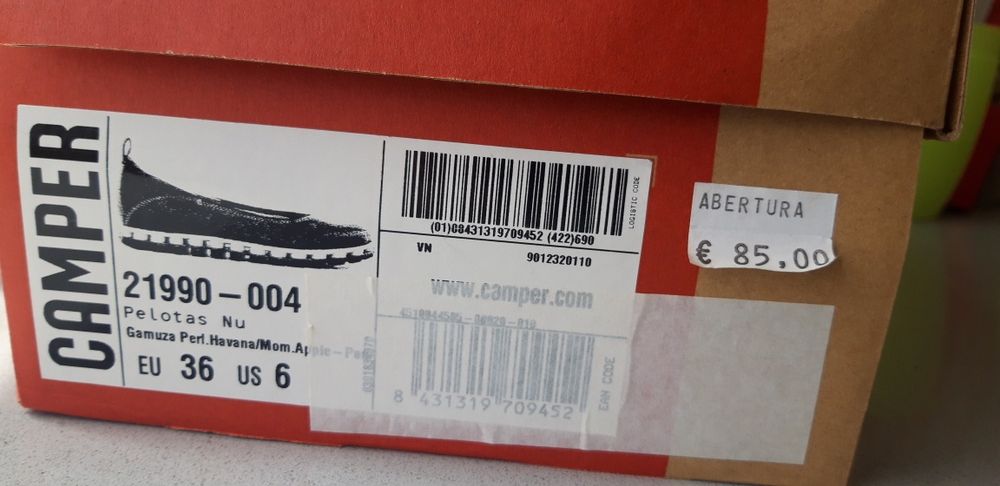 CAMPER
21990-004
Pelotas Nu
Gamuza Perl.Havana/Mom.Apple-
EU 36 US 6
(01)08431319709452 (422)690
LOGISTIC CODE
VN
9012320110
www.camper.com
8 431319 709452
EAN CODE
ABERTURA
€ 85,00